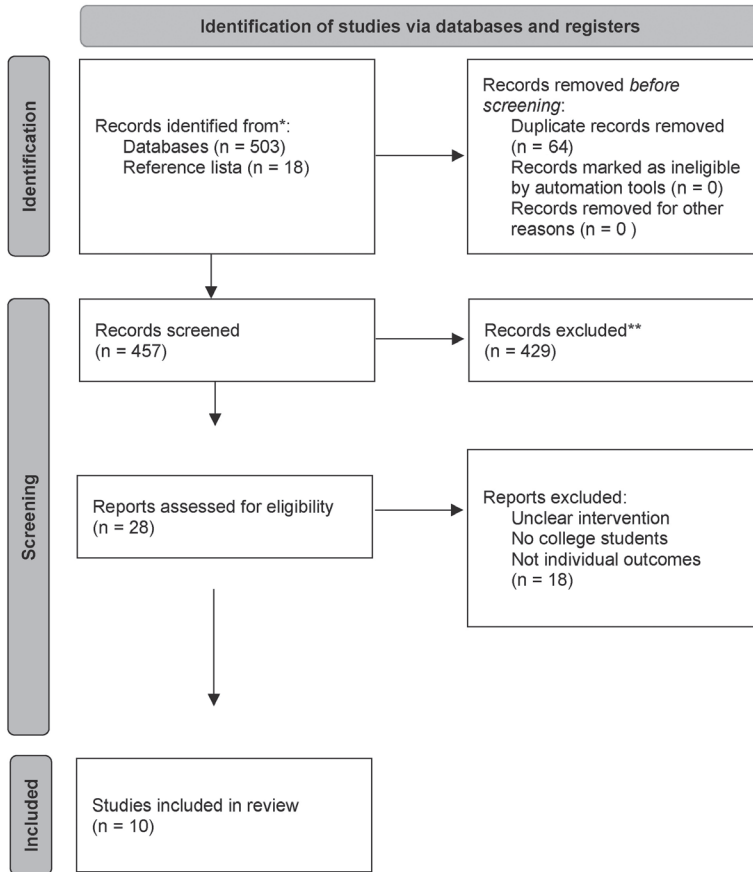 Identification of studies via databases and registers
Identification
Records identified from*:
Databases (n = 503)
Reference lista (n = 18)
Records removed before
screening:
Duplicate records removed
(n = 64)
Records marked as ineligible
by automation tools (n = 0)
Records removed for other
reasons (n = 0 )
Screening
Records screened
(n = 457)
Records excluded**
(n = 429)
Reports assessed for eligibility
(n = 28)
Reports excluded:
Unclear intervention
No college students
Not individual outcomes
(n = 18)
Included
Studies included in review
(n = 10)